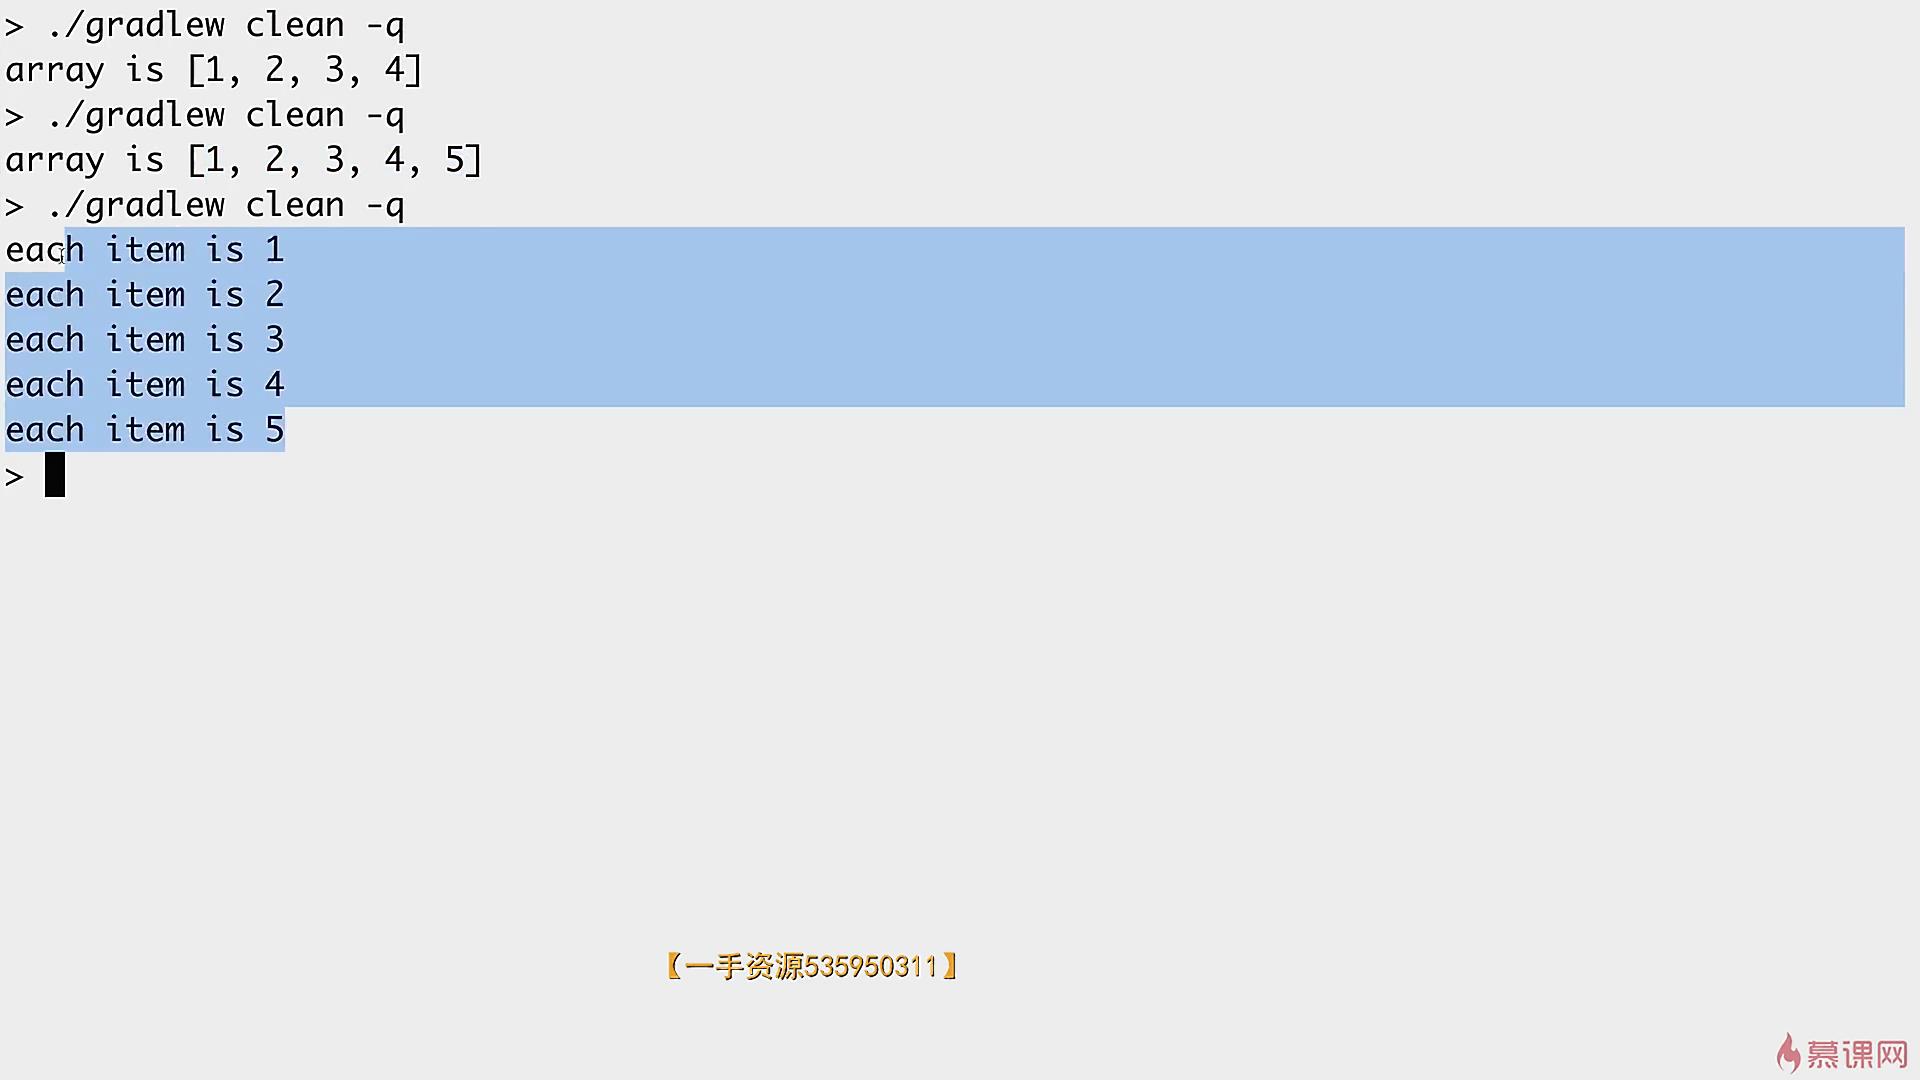 > ./gradlew clean -q
array is [1, 2, 3, 4]
> ./gradlew clean -q
array is [1, 2, 3, 4, 5]
> ./gradlew clean -q
each item is 1
each item is 2
each item is 3
each item is 4
each item is 5
>
【一手资源535950311】
慕课网